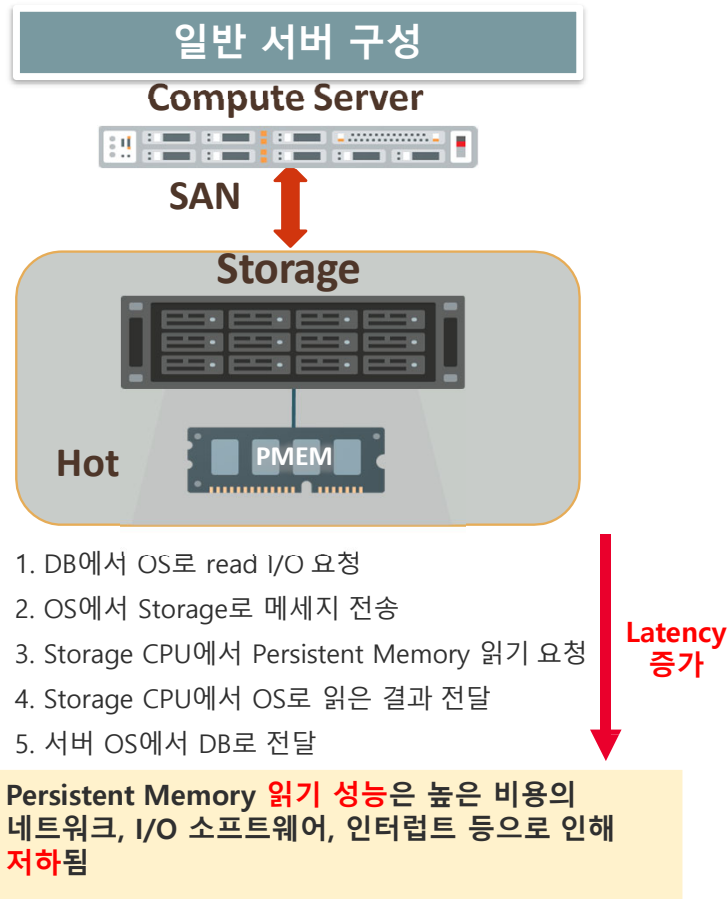 일반 서버 구성
Compute Server
SAN
Storage
Hot
PMEM
1. DB에서 OS로 read I/O 요청
2. OS에서 Storage로 메세지 전송
3. Storage CPU에서 Persistent Memory 읽기 요청
4. Storage CPU에서 OS로 읽은 결과 전달
5. 서버 OS에서 DB로 전달
Latency
증가
Persistent Memory 읽기 성능은 높은 비용의
네트워크, I/O 소프트웨어, 인터럽트 등으로 인해
저하됨